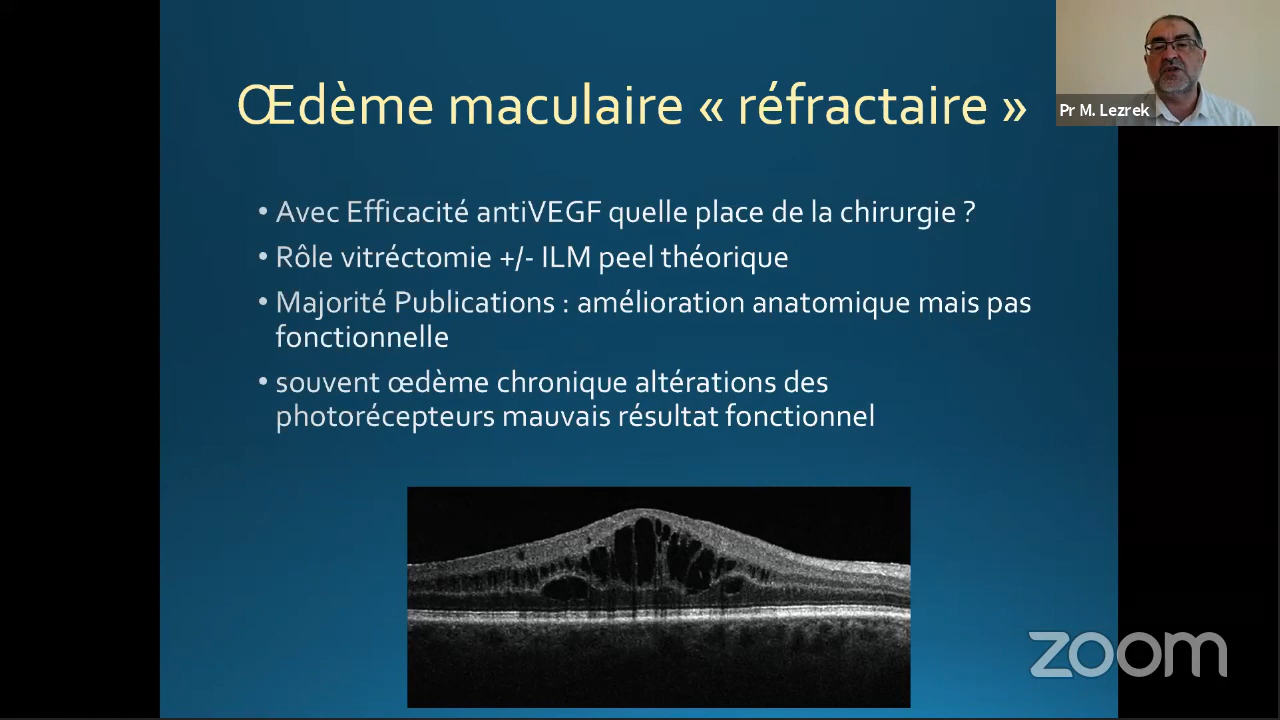 Œdème maculaire « réfractaire »
Pr M. Lezrek
• Avec Efficacité antiVEGF quelle place de la chirurgie ?
• Rôle vitréctomie +/- ILM peel théorique
• Majorité Publications : amélioration anatomique mais pas
fonctionnelle
• souvent œdème chronique altérations des
photorécepteurs mauvais résultat fonctionnel
zoom